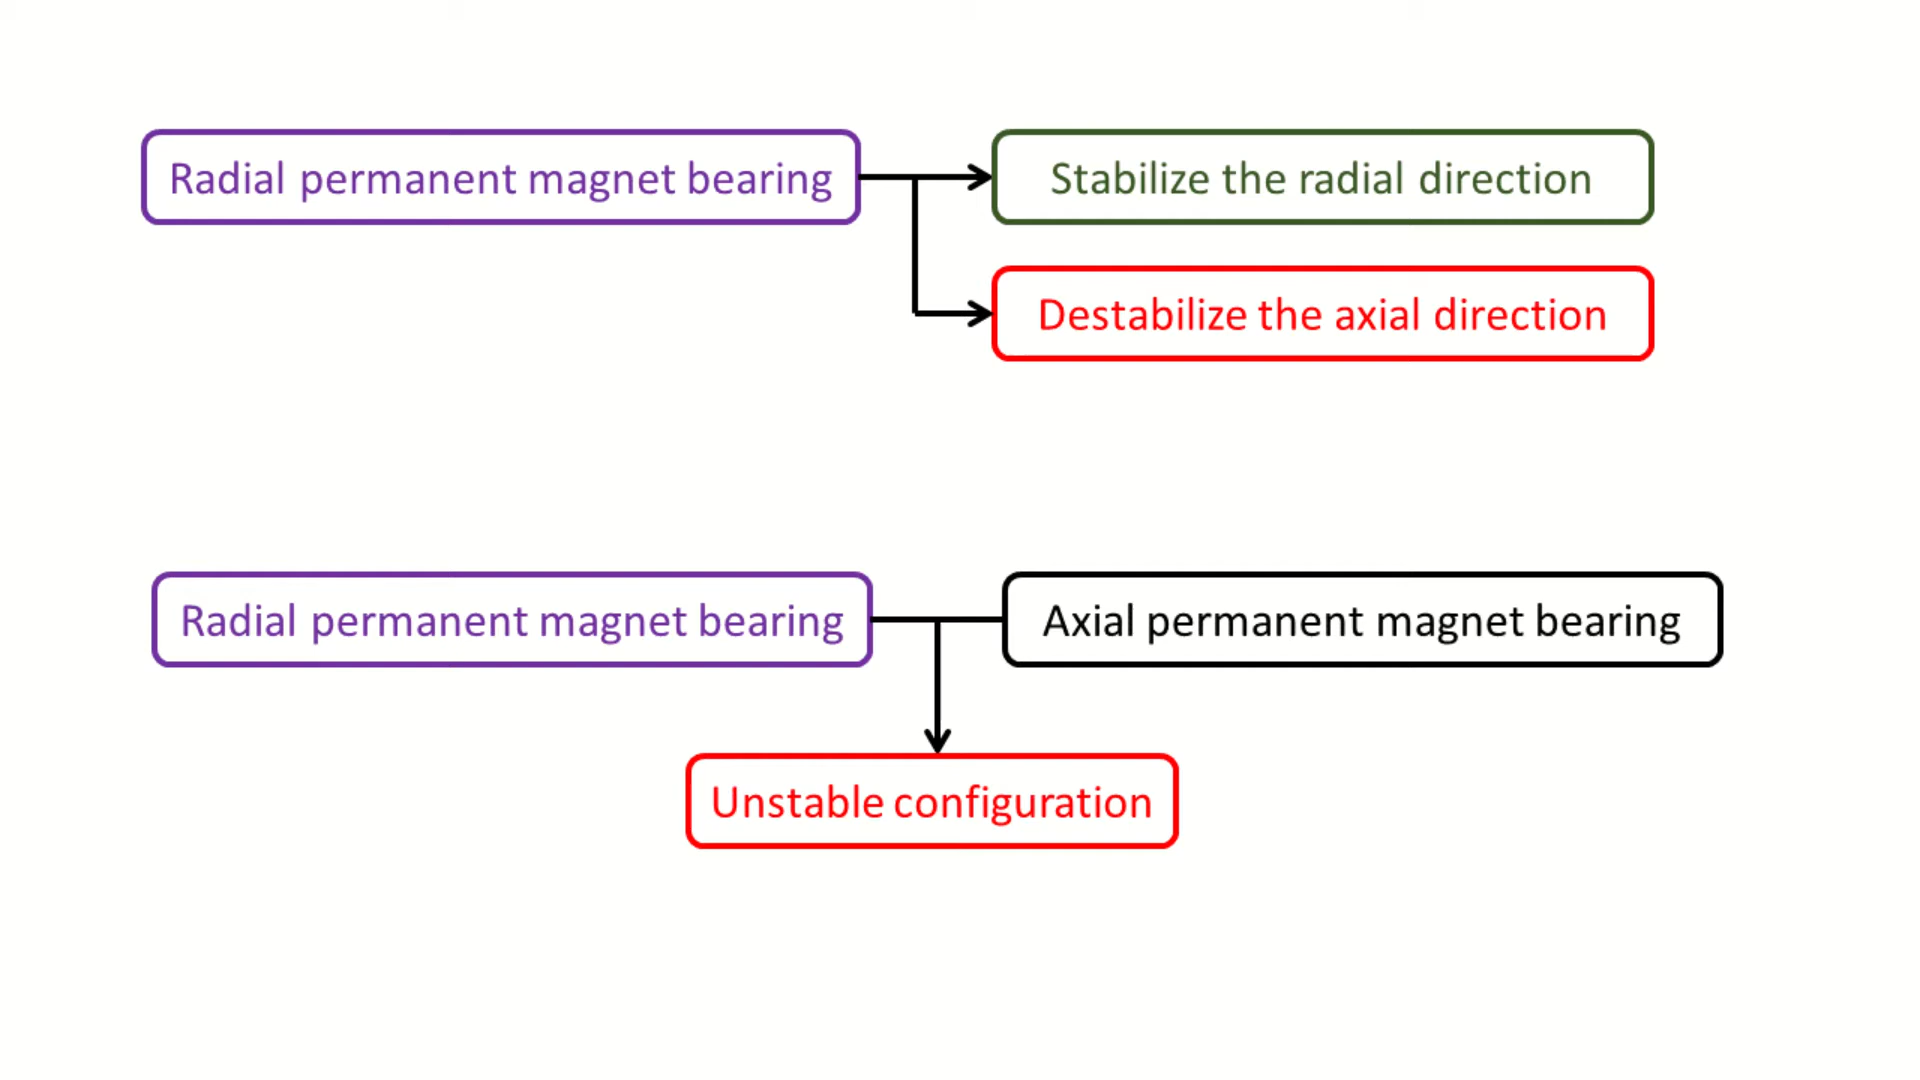 Radial permanent magnet bearing
Stabilize the radial direction
Destabilize the axial direction
Radial permanent magnet bearing
Axial permanent magnet bearing
Unstable configuration